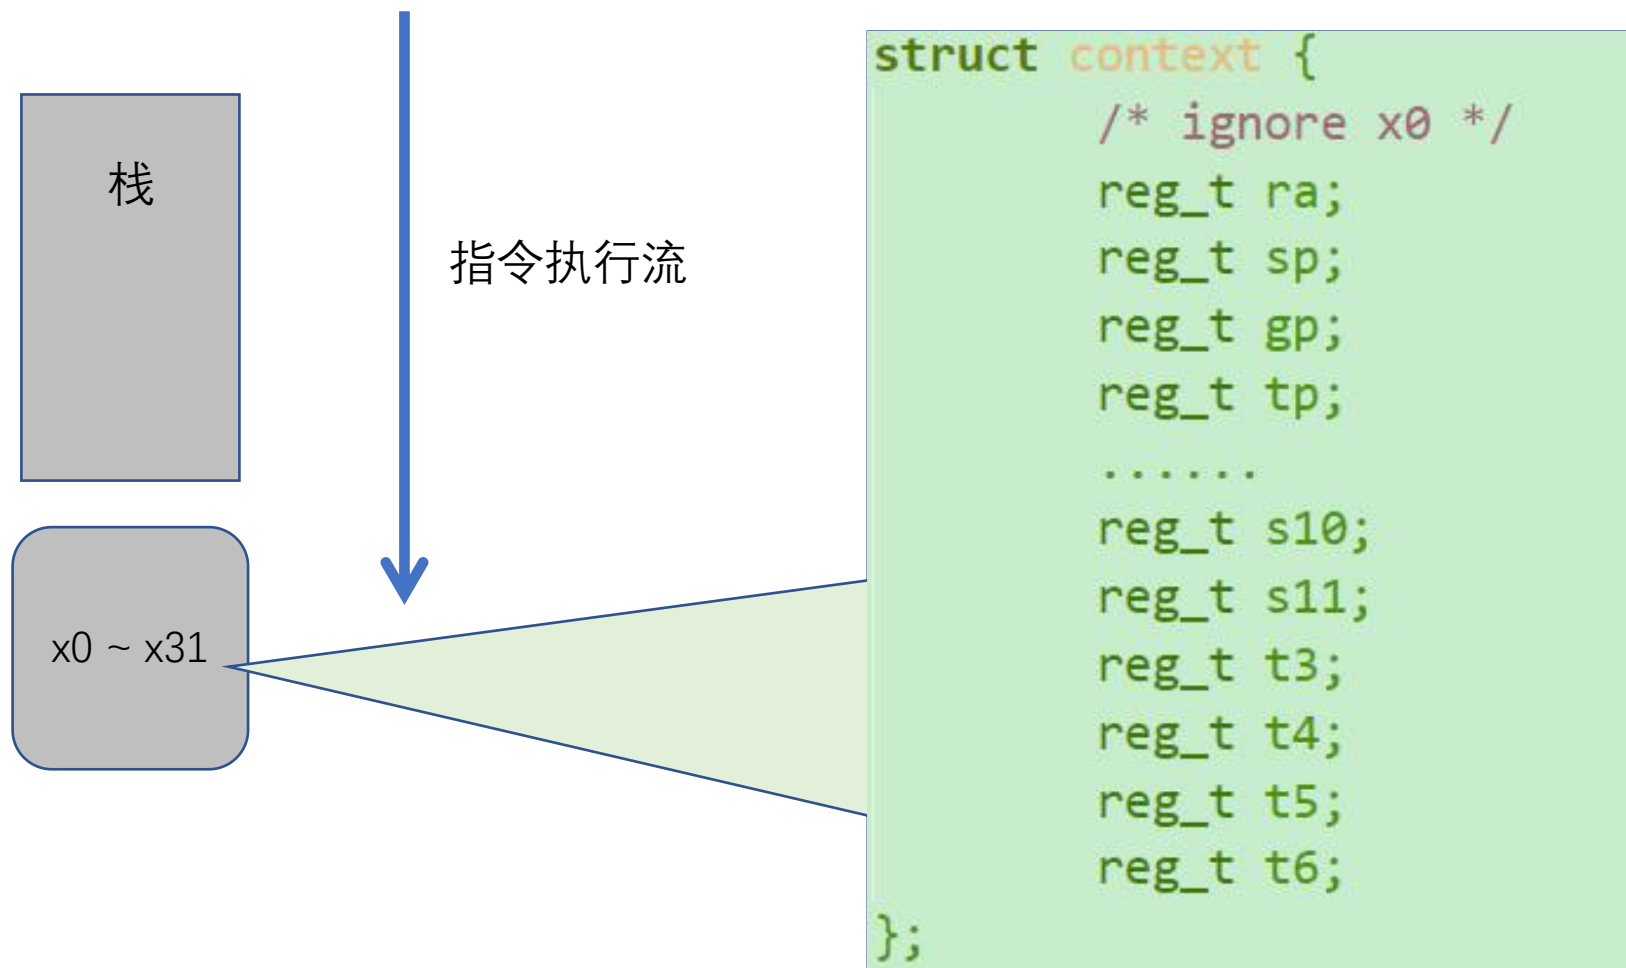 栈
指令执行流
x0 ~ x31
struct context {
/* ignore x0 */
reg_t ra;
reg_t sp;
reg_t gp;
reg_t tp;
......
reg_t s10;
reg_t s11;
reg_t t3;
reg_t t4;
reg_t t5;
reg_t t6;
};